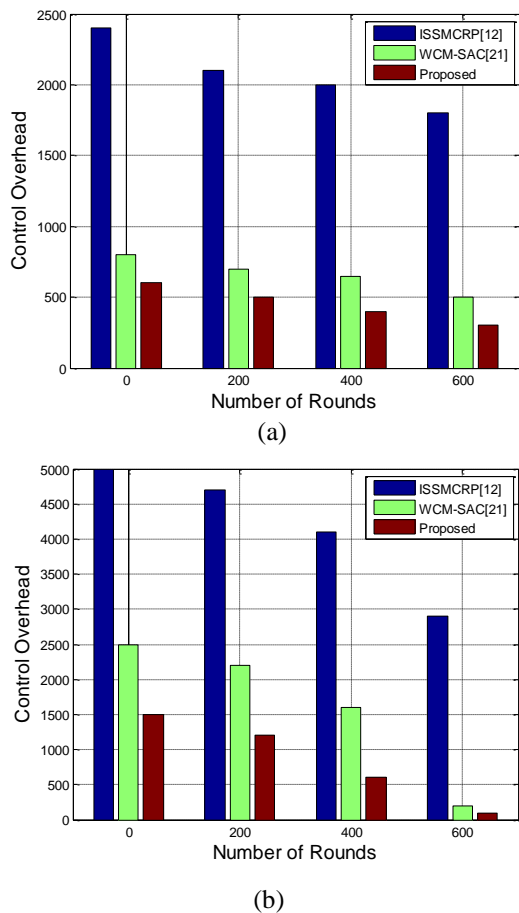 2500
2000
1500
1000
500
0
Control Overhead
ISSMCRP[12]
WCM-SAC[21]
Proposed
0 200 400 600
Number of Rounds
(a)
5000
4500
4000
3500
3000
2500
2000
1500
1000
500
0
Control Overhead
ISSMCRP[12]
WCM-SAC[21]
Proposed
0 200 400 600
Number of Rounds
(b)